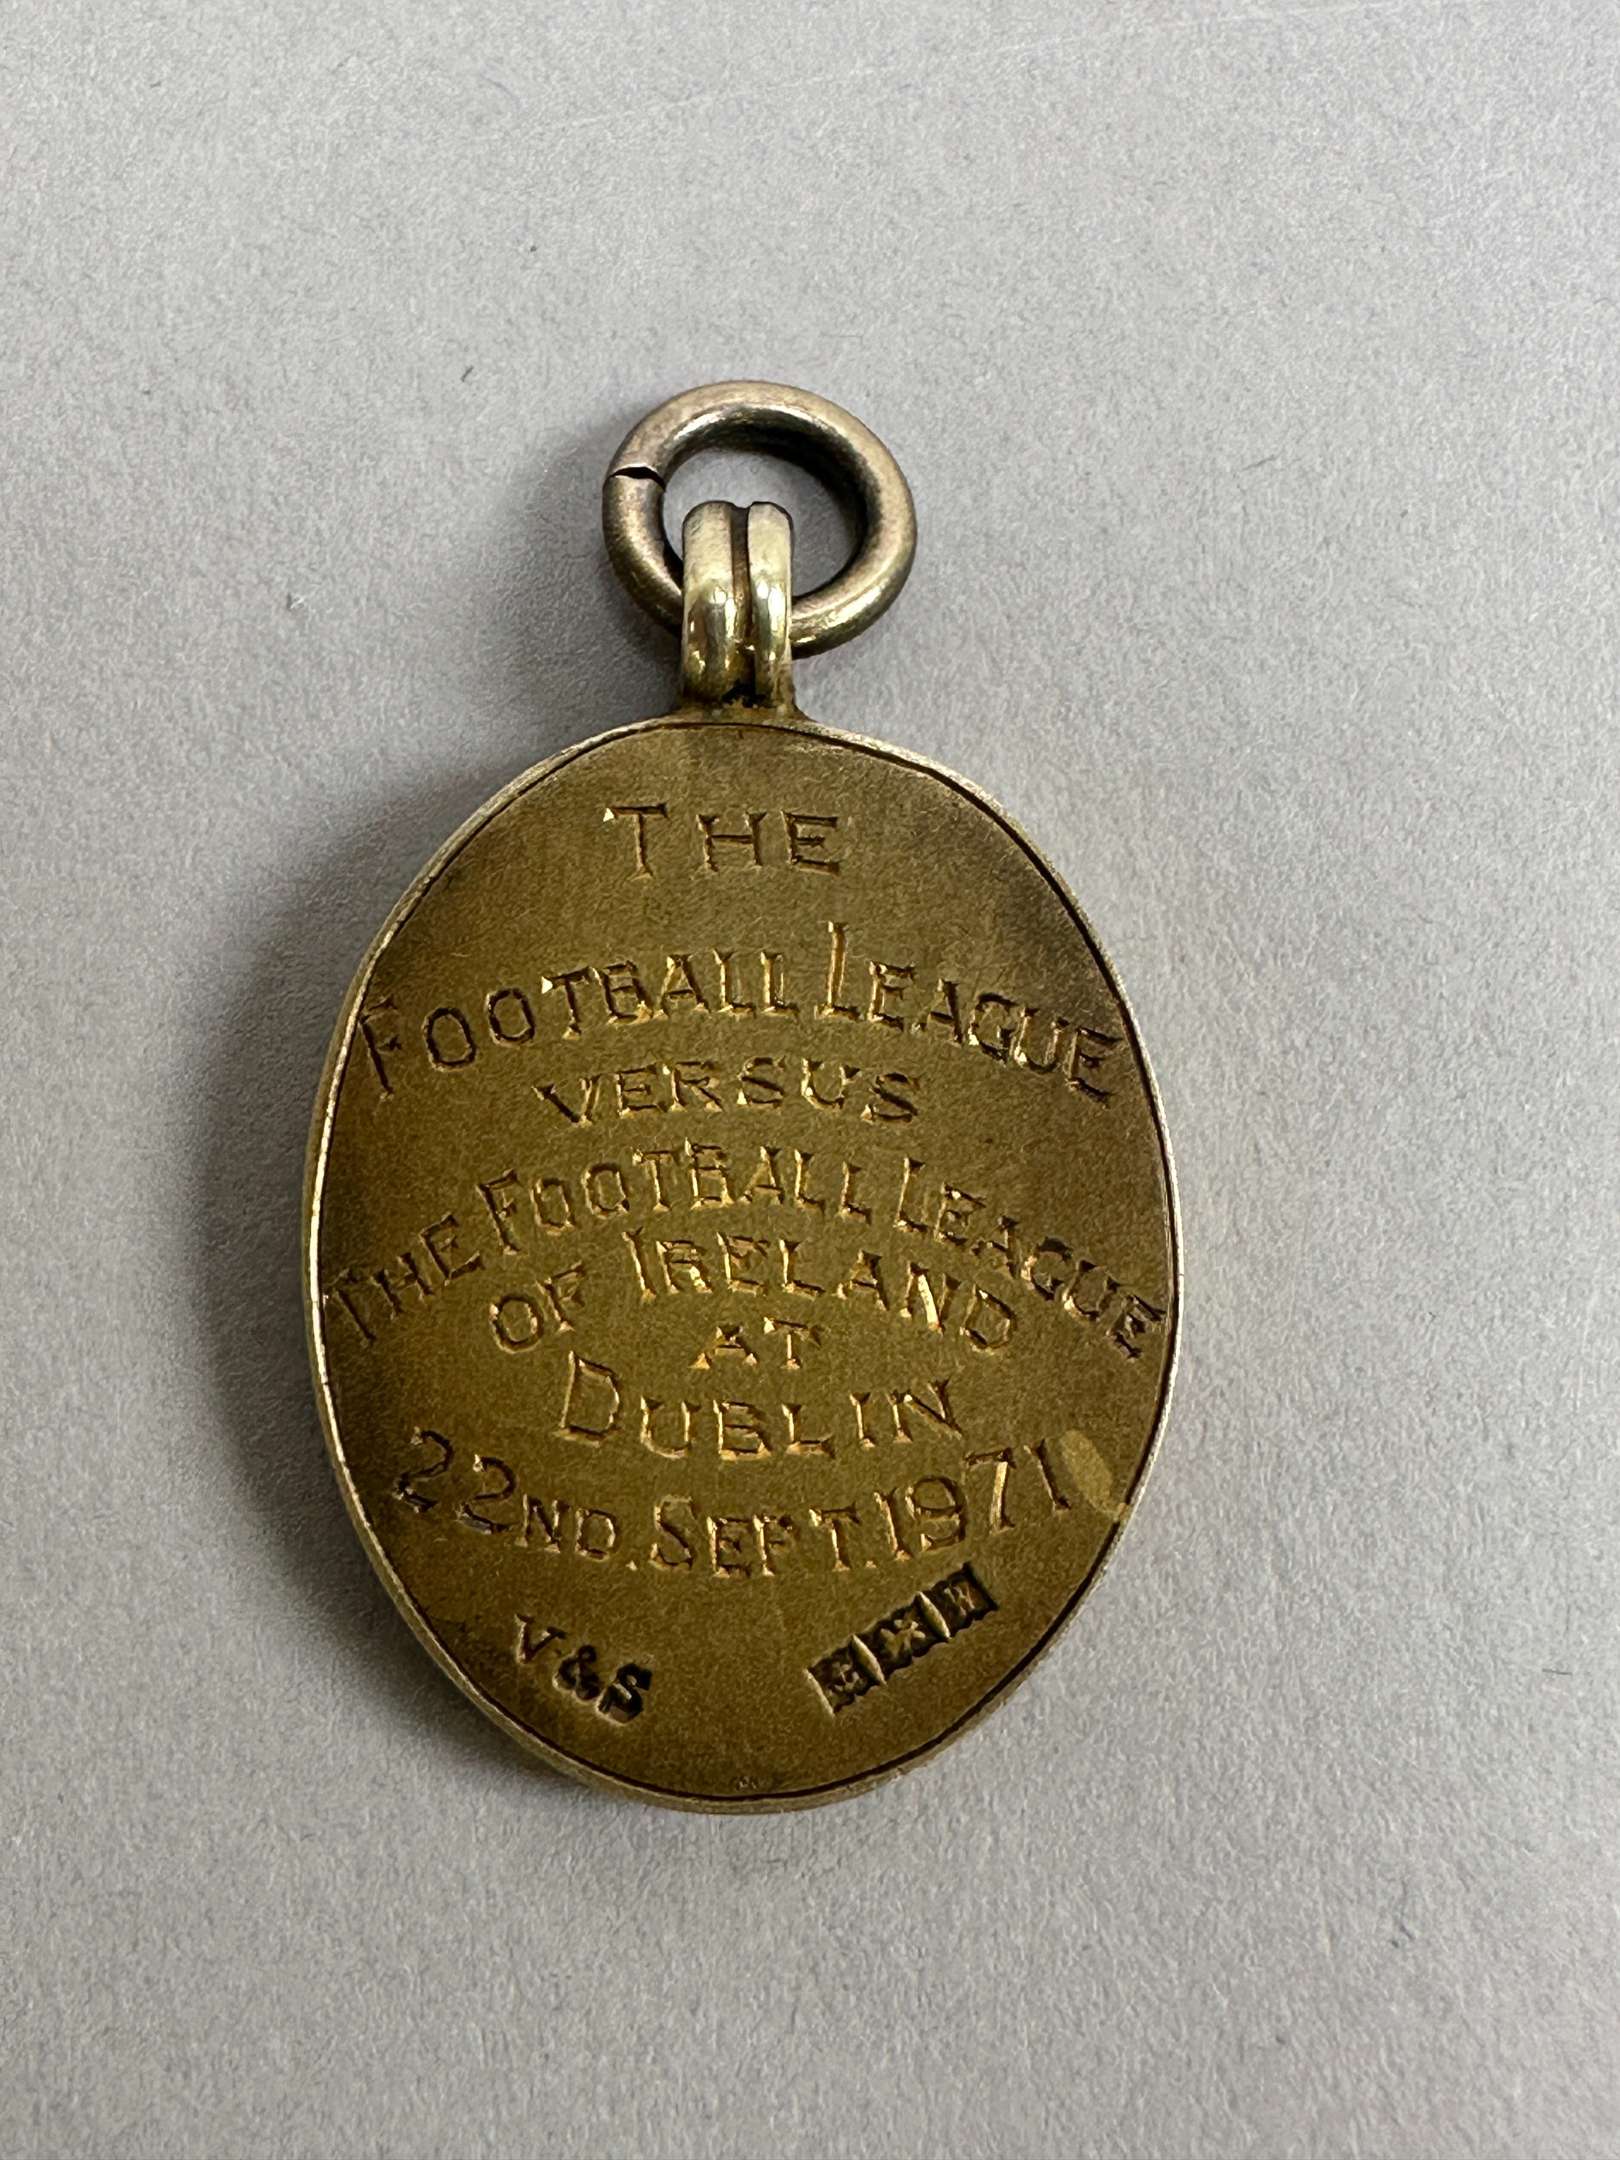 THE
FOOTBALL LEAGUE
VERSUS
THE FOOTBALL LEAGUE
OF IRELAND
AT
DUBLIN
22ND. SEPT. 1971
V&S